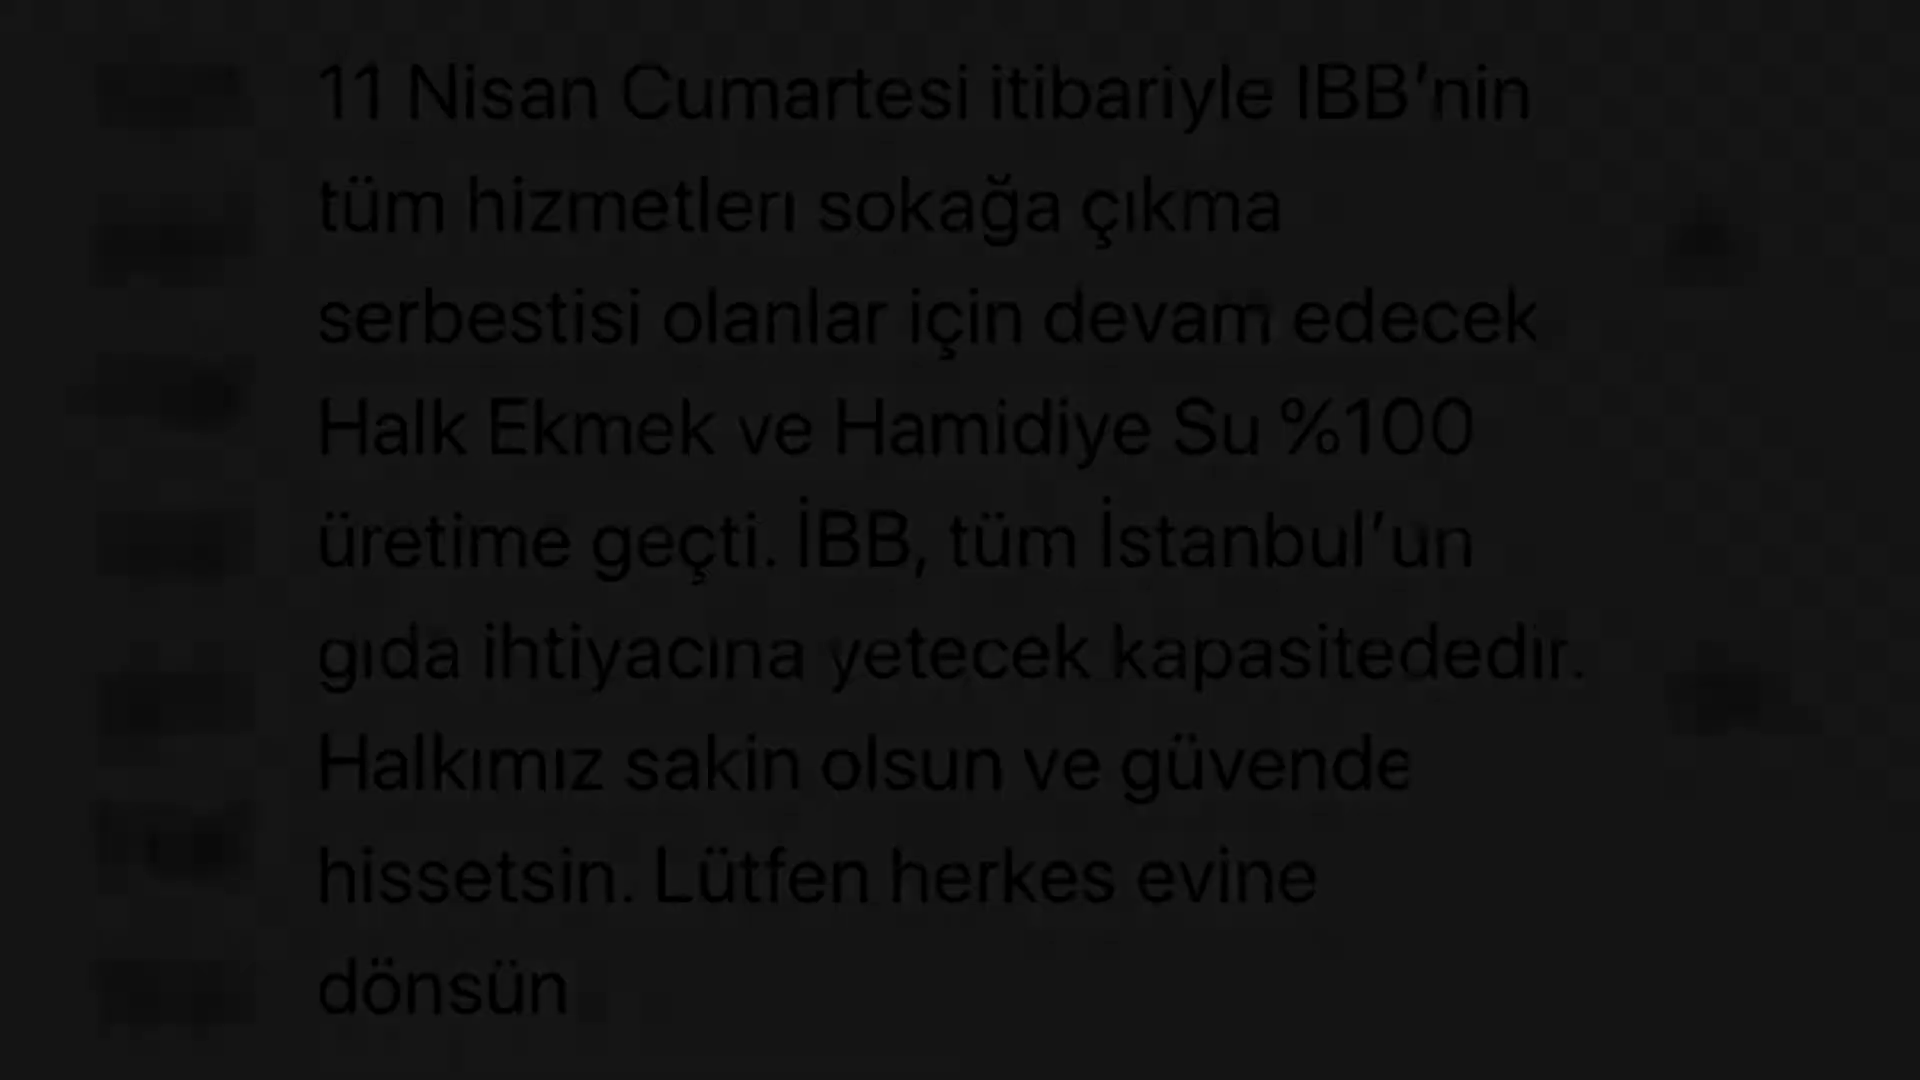 11 Nisan Cumartesi itibariyle IBB'nin
tüm hizmetlerı sokağa çıkma
serbestisi olanlar için devam edecek
Halk Ekmek ve Hamidiye Su %100
üretime geçti. İBB, tüm İstanbul'un
gıda ihtiyacına yetecek kapasitededir.
Halkımız sakin olsun ve güvende
hissetsin. Lütfen herkes evine
dönsün